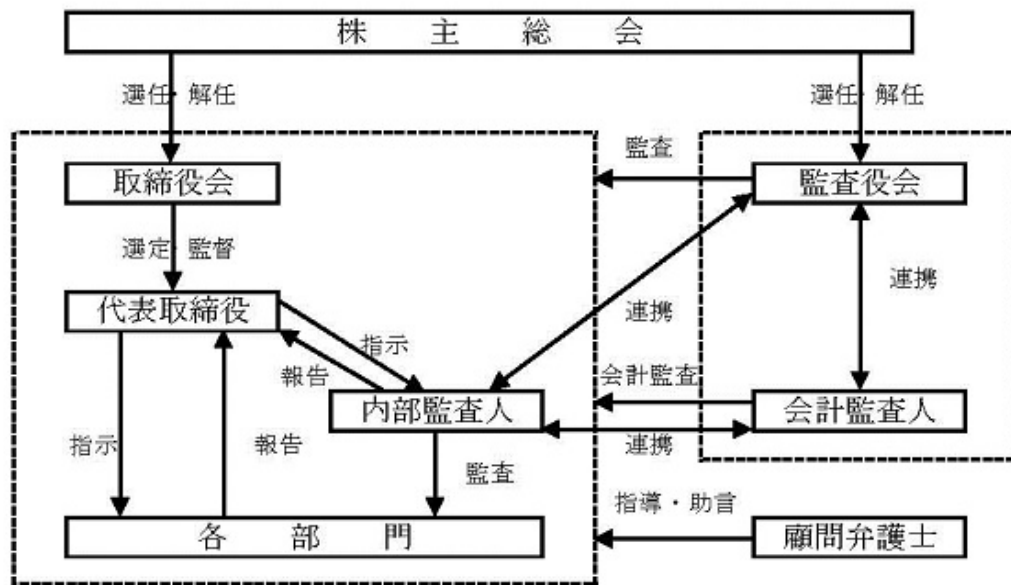 株主総会
選任・解任
選任・解任
監査
取締役会
監査役会
選定・監督
連携
代表取締役
連携
指示
報告
会計監査
内部監査人
会計監査人
指示
報告
連携
監査
指導・助言
各部門
顧問弁護士